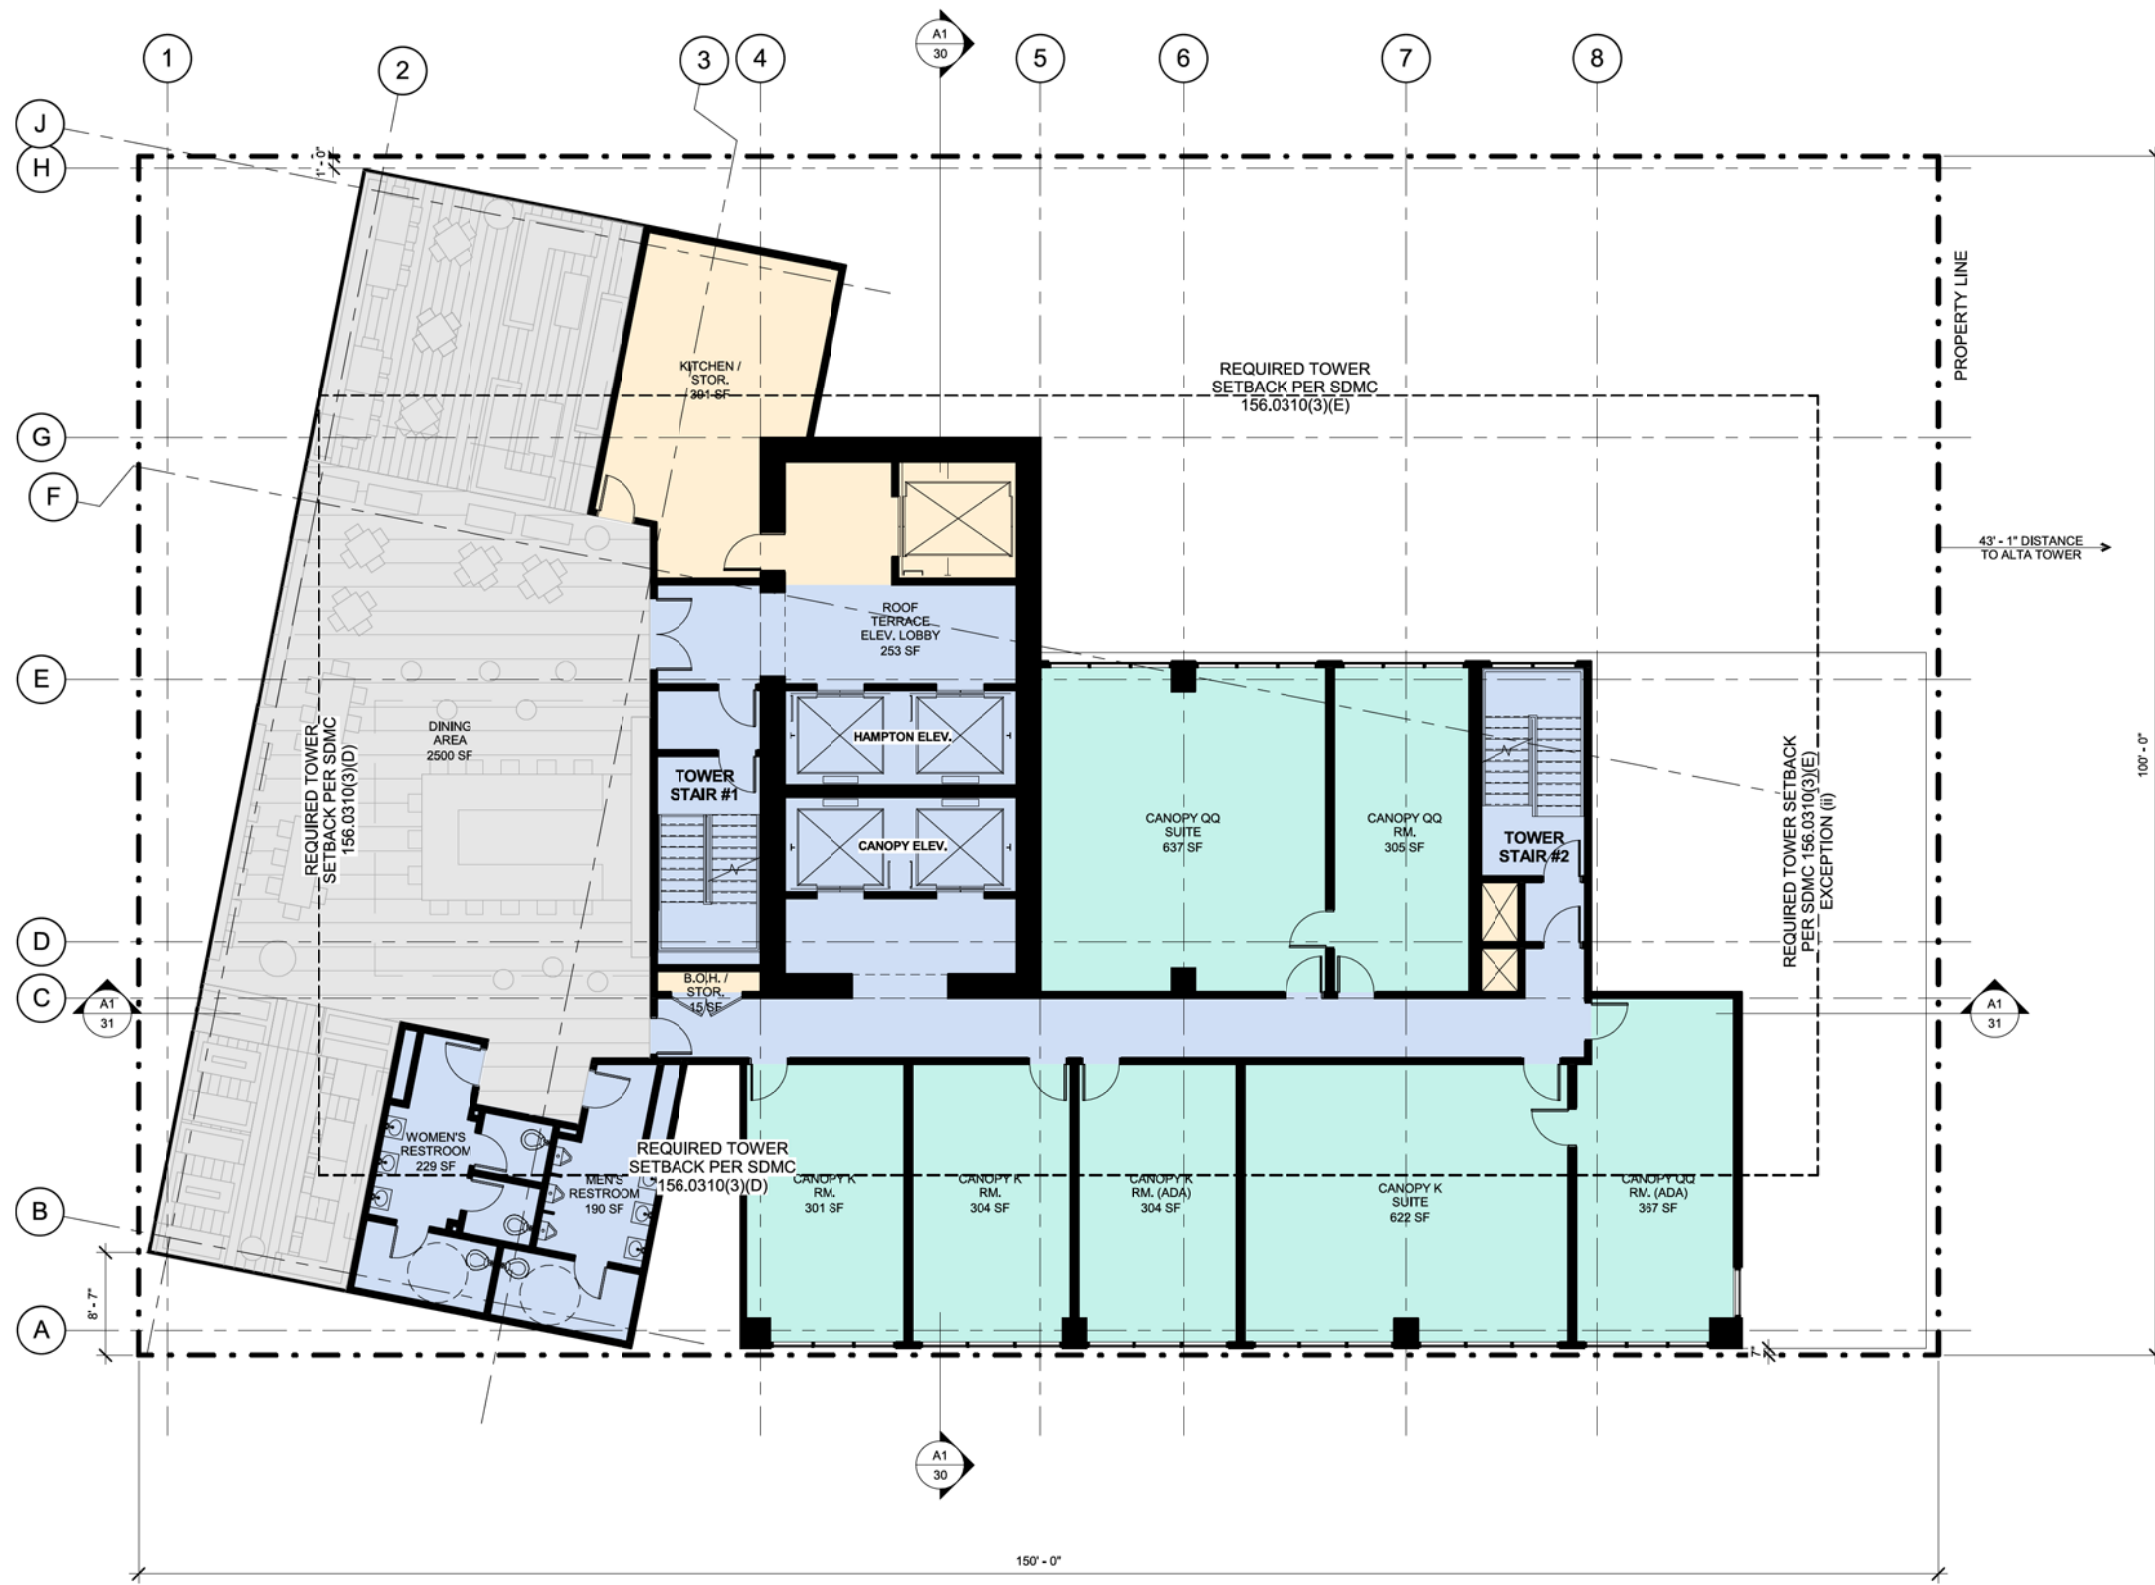 A1
30
1
2
3
4
5
6
7
8
J
H
1' - 0"
PROPERTY LINE
KITCHEN /
STOR.
391 SF
REQUIRED TOWER
SETBACK PER SDMC
156.0310(3)(E)
G
F
43' - 1" DISTANCE
TO ALTA TOWER
ROOF
TERRACE
ELEV. LOBBY
253 SF
E
DINING
AREA
2500 SF
REQUIRED TOWER
SETBACK PER SDMC
156.0310(3)(D)
HAMPTON ELEV.
TOWER
STAIR #1
CANOPY ELEV.
CANOPY QQ
SUITE
637 SF
CANOPY QQ
RM.
305 SF
TOWER
STAIR #2
REQUIRED TOWER SETBACK
PER SDMC 156.0310(3)(E)
EXCEPTION (ii)
100' - 0"
D
C
A1
31
B.O.H. /
STOR.
15 SF
A1
31
WOMEN'S
RESTROOM
229 SF
MEN'S
RESTROOM
190 SF
REQUIRED TOWER
SETBACK PER SDMC
156.0310(3)(D)
CANOPY K
RM.
301 SF
CANOPY K
RM.
304 SF
CANOPY K
RM. (ADA)
304 SF
CANOPY K
SUITE
622 SF
CANOPY QQ
RM. (ADA)
367 SF
B
8' - 7"
A
7"
A1
30
150' - 0"